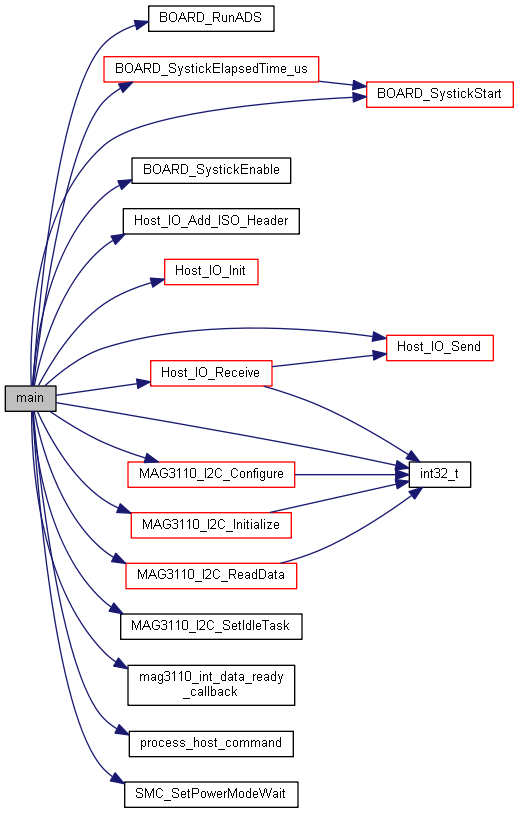 BOARD_RunADS
BOARD_SystickElapsedTime_us
BOARD_SystickStart
BOARD_SystickEnable
Host_IO_Add_ISO_Header
Host_IO_Init
Host_IO_Send
Host_IO_Receive
main
MAG3110_I2C_Configure
int32_t
MAG3110_I2C_Initialize
MAG3110_I2C_ReadData
MAG3110_I2C_SetIdleTask
mag3110_int_data_ready
_callback
process_host_command
SMC_SetPowerModeWait